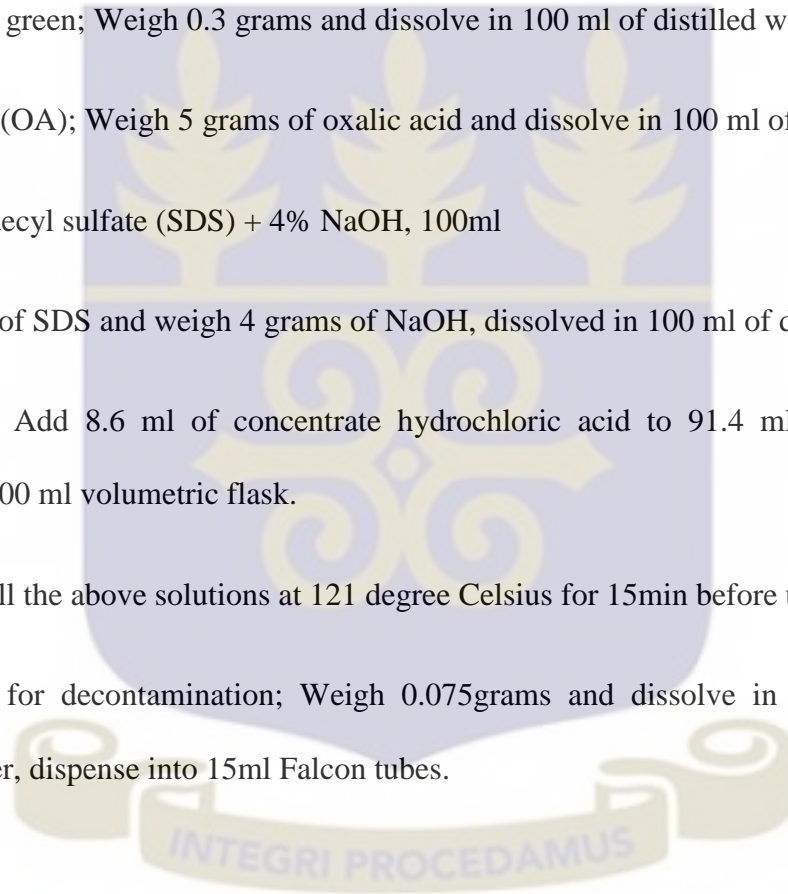 green; Weigh 0.3 grams and dissolve in 100 ml of distilled w
(OA); Weigh 5 grams of oxalic acid and dissolve in 100 ml of
ecyl sulfate (SDS) + 4% NaOH, 100ml
of SDS and weigh 4 grams of NaOH, dissolved in 100 ml of d
Add 8.6 ml of concentrate hydrochloric acid to 91.4 ml
00 ml volumetric flask.
ll the above solutions at 121 degree Celsius for 15min before u
for decontamination; Weigh 0.075grams and dissolve in
er, dispense into 15ml Falcon tubes.
INTEGRI PROCEDAMUS